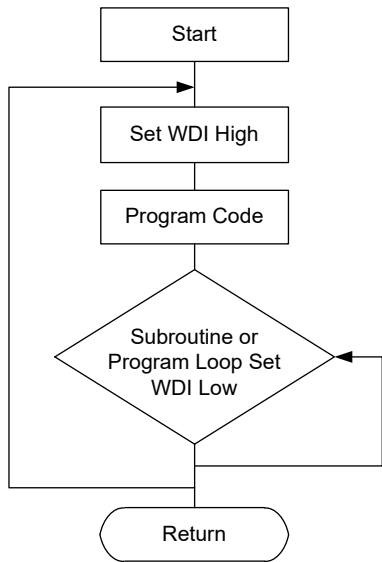 Start
Set WDI High
Program Code
Subroutine or
Program Loop Set
WDI Low
Return